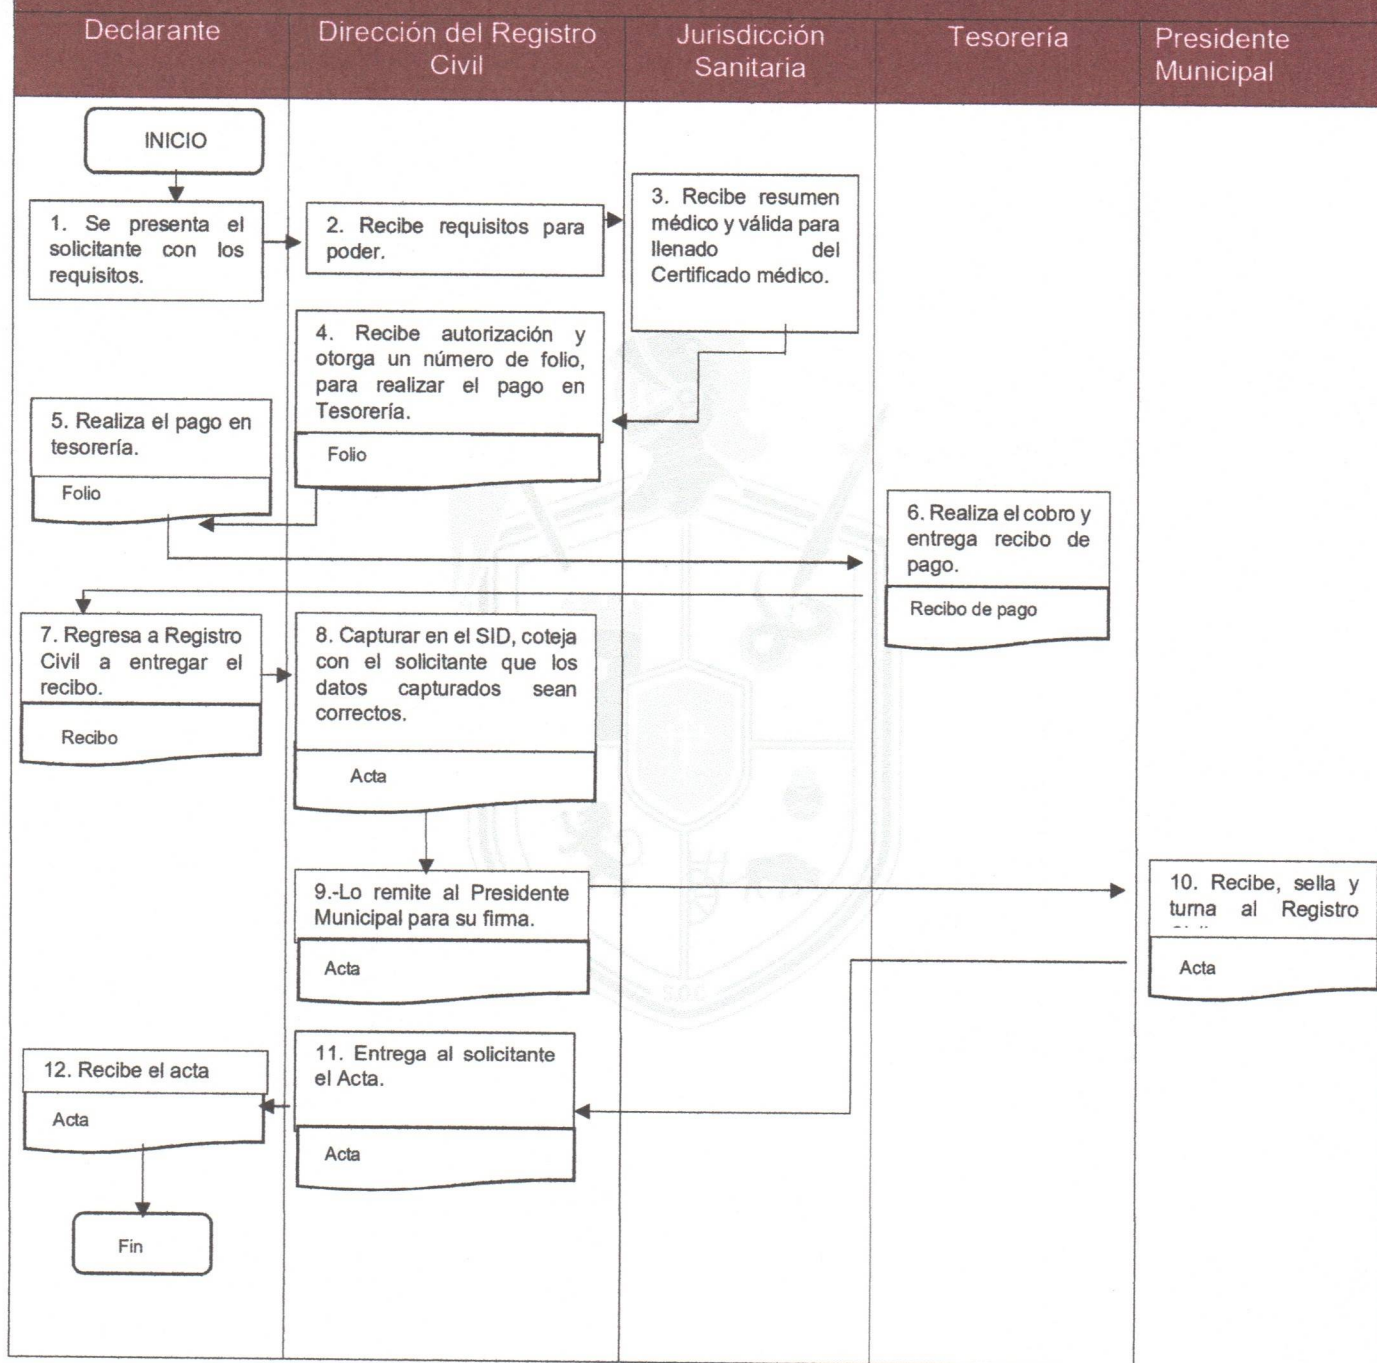 Declarante
Dirección del Registro
Civil
Jurisdicción
Sanitaria
Tesorería
Presidente
Municipal
INICIO
1. Se presenta el
solicitante con los
requisitos.
2. Recibe requisitos para
poder.
3. Recibe resumen
médico y válida para
llenado del
Certificado médico.
4. Recibe autorización y
otorga un número de folio,
para realizar el pago en
Tesorería.
Folio
5. Realiza el pago en
tesorería.
Folio
6. Realiza el cobro y
entrega recibo de
pago.
Recibo de pago
7. Regresa a Registro
Civil a entregar el
recibo.
Recibo
8. Capturar en el SID, coteja
con el solicitante que los
datos capturados sean
correctos.
Acta
9.-Lo remite al Presidente
Municipal para su firma.
Acta
10. Recibe, sella y
turna al Registro
Acta
11. Entrega al solicitante
el Acta.
Acta
12. Recibe el acta
Acta
Fin